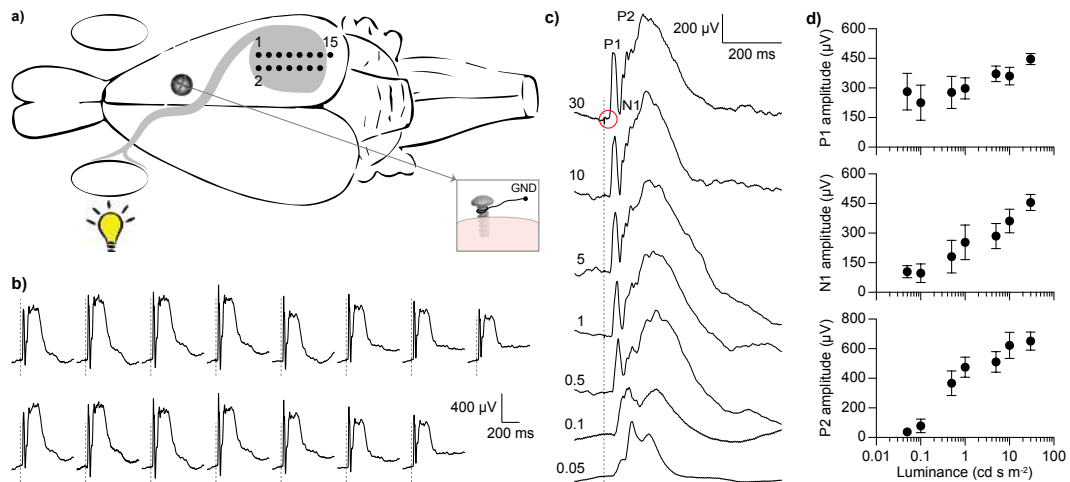 a)
1
15
2
GND
b)
400 µV
200 ms
c)
P2
P1
N1
200 µV
200 ms
30
10
5
1
0.5
0.1
0.05
d)
P1 amplitude (µV)
600
450
300
150
0
N1 amplitude (µV)
600
450
300
150
0
P2 amplitude (µV)
800
600
400
200
0
0.01
0.1
1
10
100
Luminance (cd s m-2)